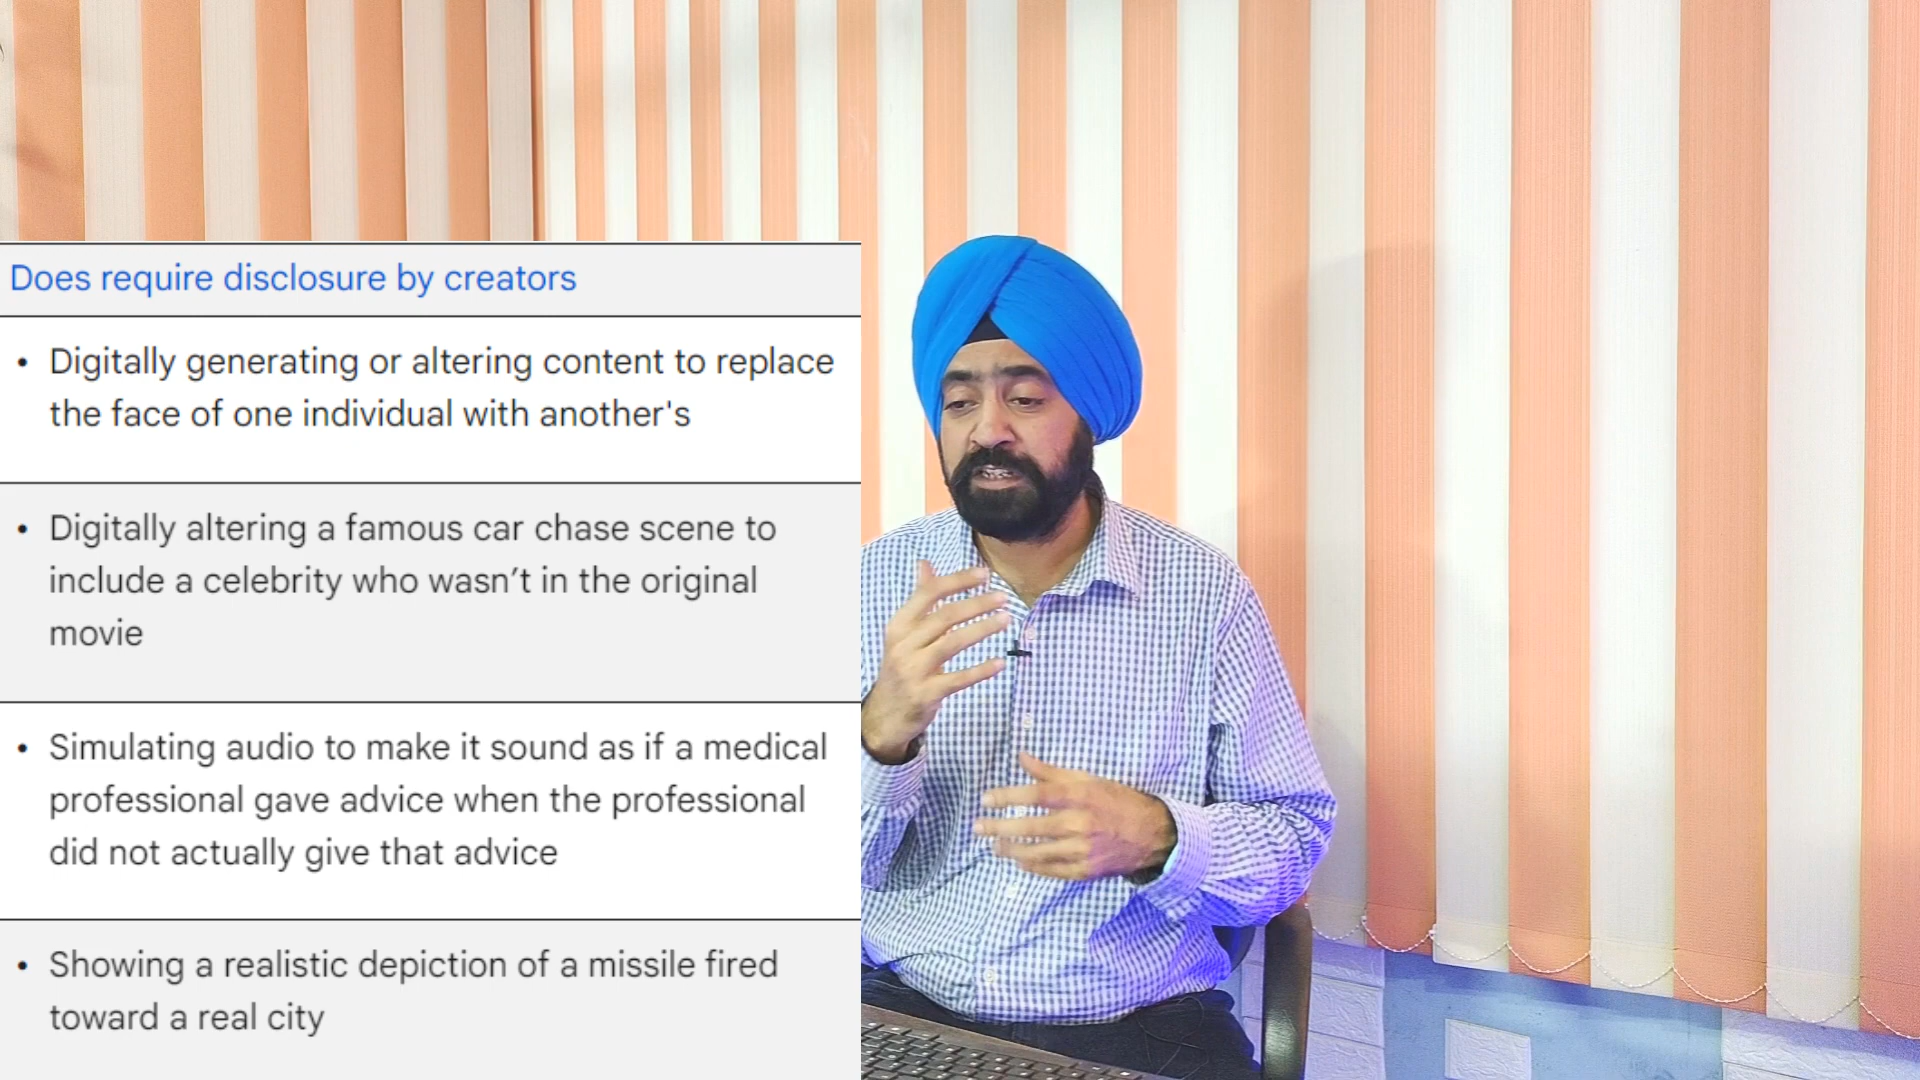 Does require disclosure by creators
• Digitally generating or altering content to replace
the face of one individual with another's
• Digitally altering a famous car chase scene to
include a celebrity who wasn’t in the original
movie
• Simulating audio to make it sound as if a medical
professional gave advice when the professional
did not actually give that advice
• Showing a realistic depiction of a missile fired
toward a real city